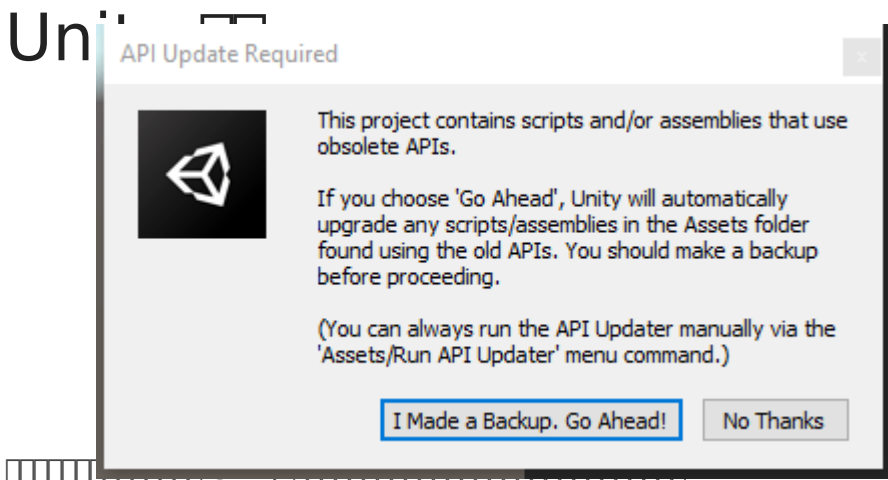 API Update Required
This project contains scripts and/or assemblies that use
obsolete APIs.
If you choose 'Go Ahead', Unity will automatically
upgrade any scripts/assemblies in the Assets folder
found using the old APIs. You should make a backup
before proceeding.
(You can always run the API Updater manually via the
'Assets/Run API Updater' menu command.)
I Made a Backup. Go Ahead!
No Thanks